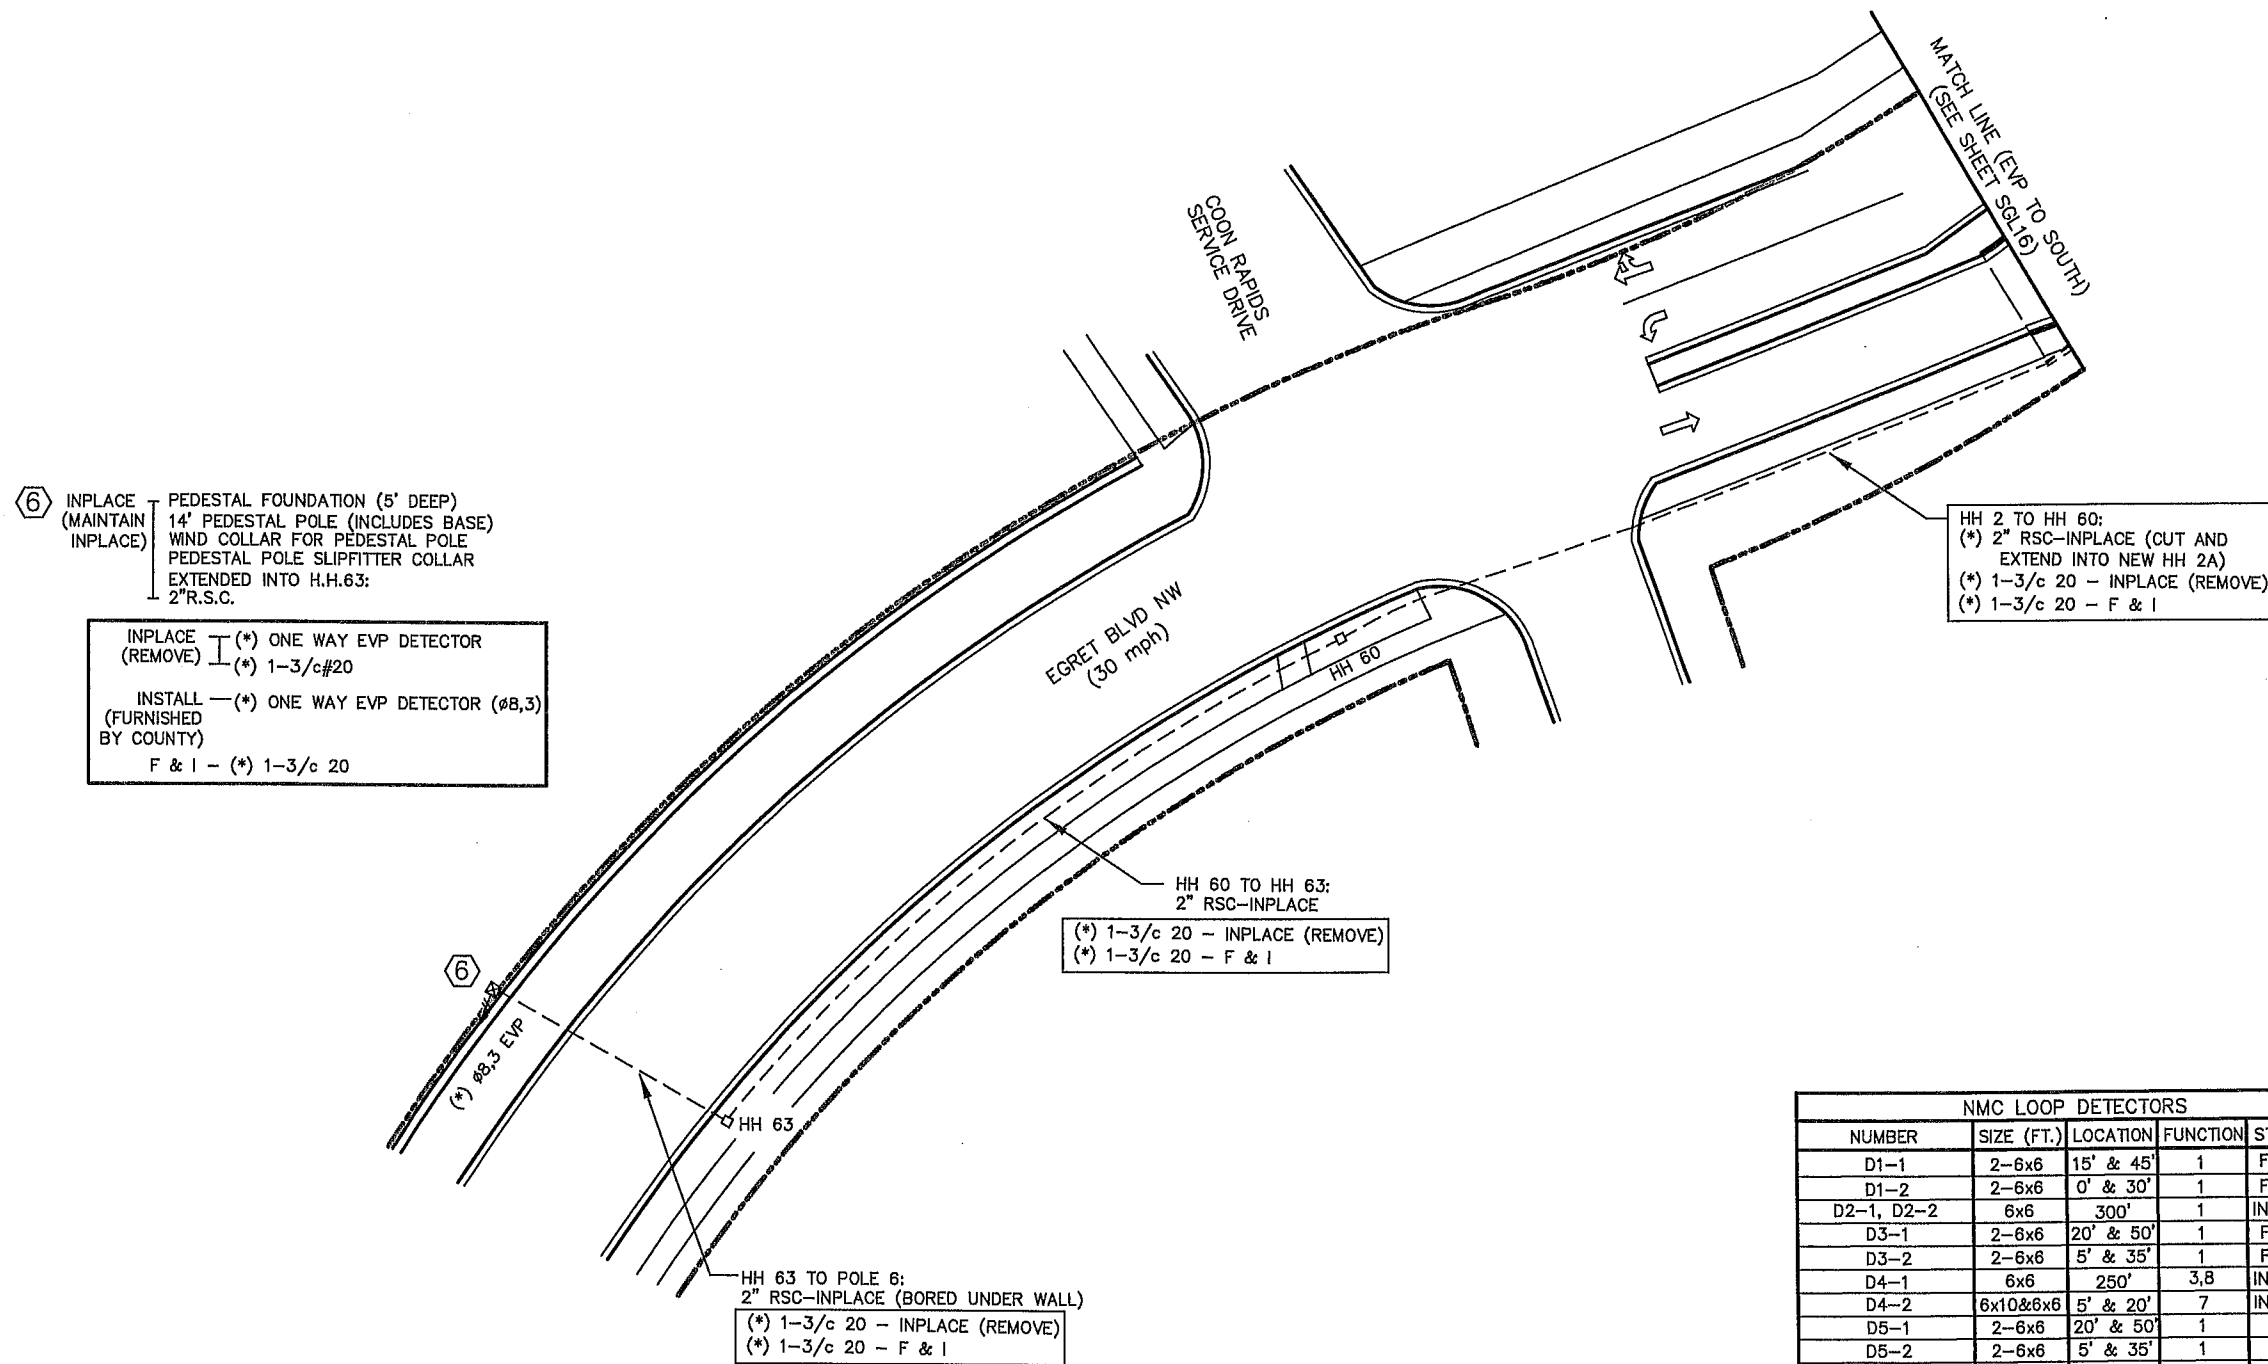 MATCH LINE (EVP TO SOUTH)
(SEE SHEET SGL16)
COON RAPIDS
SERVICE DRIVE
6
INPLACE
(MAINTAIN
INPLACE)
PEDESTAL FOUNDATION (5' DEEP)
14' PEDESTAL POLE (INCLUDES BASE)
WIND COLLAR FOR PEDESTAL POLE
PEDESTAL POLE SLIPFITTER COLLAR
EXTENDED INTO H.H.63:
2"R.S.C.
INPLACE
(REMOVE)
(*) ONE WAY EVP DETECTOR
(*) 1-3/c#20
INSTALL — (*) ONE WAY EVP DETECTOR (ø8,3)
(FURNISHED
BY COUNTY)
F & I - (*) 1-3/c 20
HH 2 TO HH 60:
(*) 2" RSC-INPLACE (CUT AND
EXTEND INTO NEW HH 2A)
(*) 1-3/c 20 - INPLACE (REMOVE)
(*) 1-3/c 20 - F & I
EGRET BLVD NW
(30 mph)
HH 60
HH 60 TO HH 63:
2" RSC-INPLACE
(*) 1-3/c 20 - INPLACE (REMOVE)
(*) 1-3/c 20 - F & I
6
(*) ø8,3 EVP
HH 63
HH 63 TO POLE 6:
2" RSC-INPLACE (BORED UNDER WALL)
(*) 1-3/c 20 - INPLACE (REMOVE)
(*) 1-3/c 20 - F & I
NMC LOOP DETECTORS
NUMBER SIZE (FT.) LOCATION FUNCTION
D1-1 2-6x6 15' & 45' 1 F
D1-2 2-6x6 0' & 30' 1 F
D2-1, D2-2 6x6 300' 1 IN
D3-1 2-6x6 20' & 50' 1 F
D3-2 2-6x6 5' & 35' 1 F
D4-1 6x6 250' 3,8 IN
D4-2 6x10&6x6 5' & 20' 7 IN
D5-1 2-6x6 20' & 50' 1
D5-2 2-6x6 5' & 35' 1